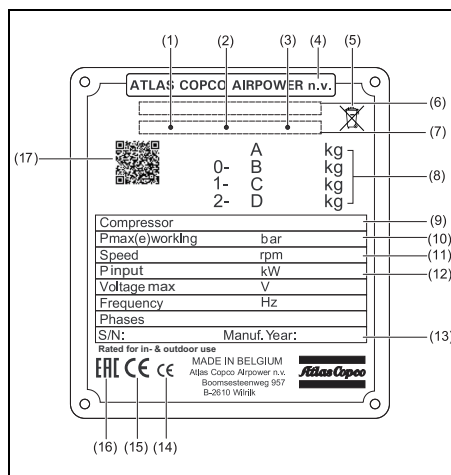 (1) (2) (3) (4) (5)
ATLAS COPCO AIRPOWER n.v.
(6)
(7)
(17)
A kg
0- B kg
1- C kg
2- D kg
(8)
Compressor (9)
Pmax(e)working bar (10)
Speed rpm (11)
Pinput kW (12)
Voltage max V
Frequency Hz
Phases
S/N: Manuf. Year: (13)
Rated for in- & outdoor use
EAC CE CE
MADE IN BELGIUM
Atlas Copco Airpower n.v.
Boomsesteenweg 957
B-2610 Wilrijk
Atlas Copco
(16) (15) (14)